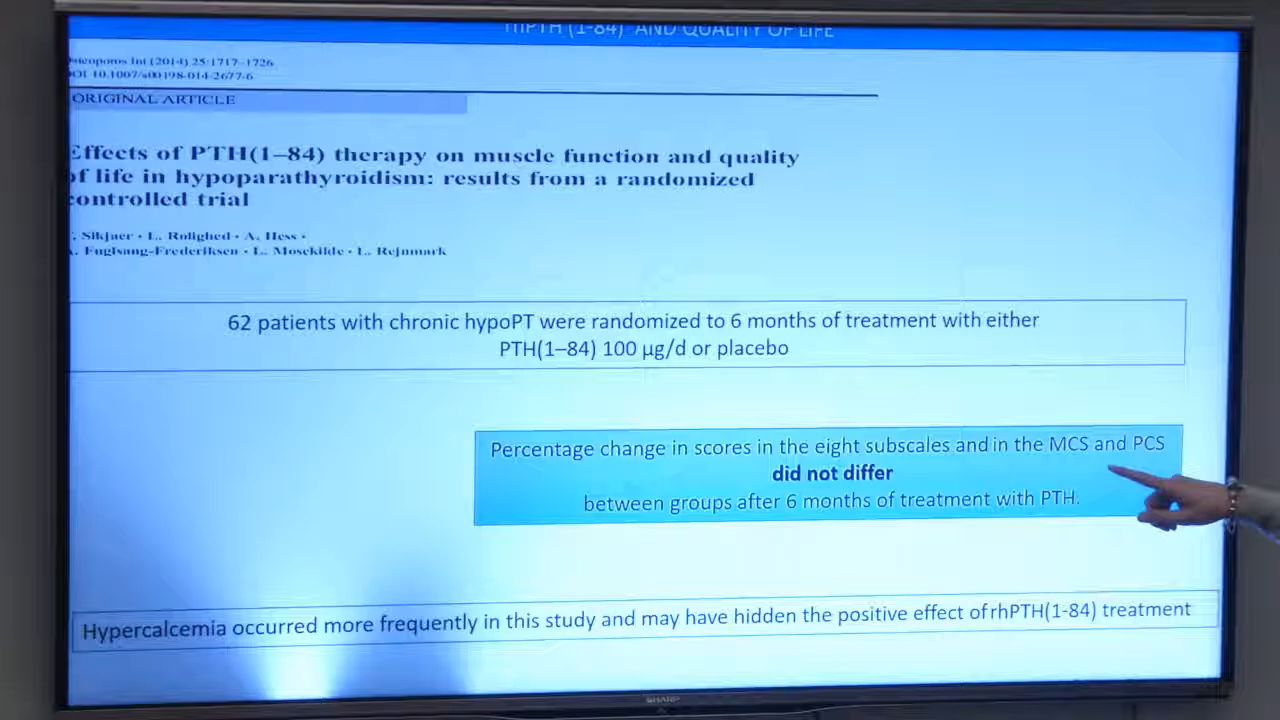 rhPTH (1-84) AND QUALITY OF LIFE
steoporos Int (2014) 25:1717–1726
OI 10.1007/s00198-014-2677-6
ORIGINAL ARTICLE
Effects of PTH(1–84) therapy on muscle function and quality
of life in hypoparathyroidism: results from a randomized
controlled trial
. Sikjaer · L. Rolighed · A. Hess ·
. Fuglsang-Frederiksen · L. Mosekilde · L. Rejnmark
62 patients with chronic hypoPT were randomized to 6 months of treatment with either
PTH(1–84) 100 µg/d or placebo
Percentage change in scores in the eight subscales and in the MCS and PCS
did not differ
between groups after 6 months of treatment with PTH.
Hypercalcemia occurred more frequently in this study and may have hidden the positive effect of rhPTH(1-84) treatment
SHARP